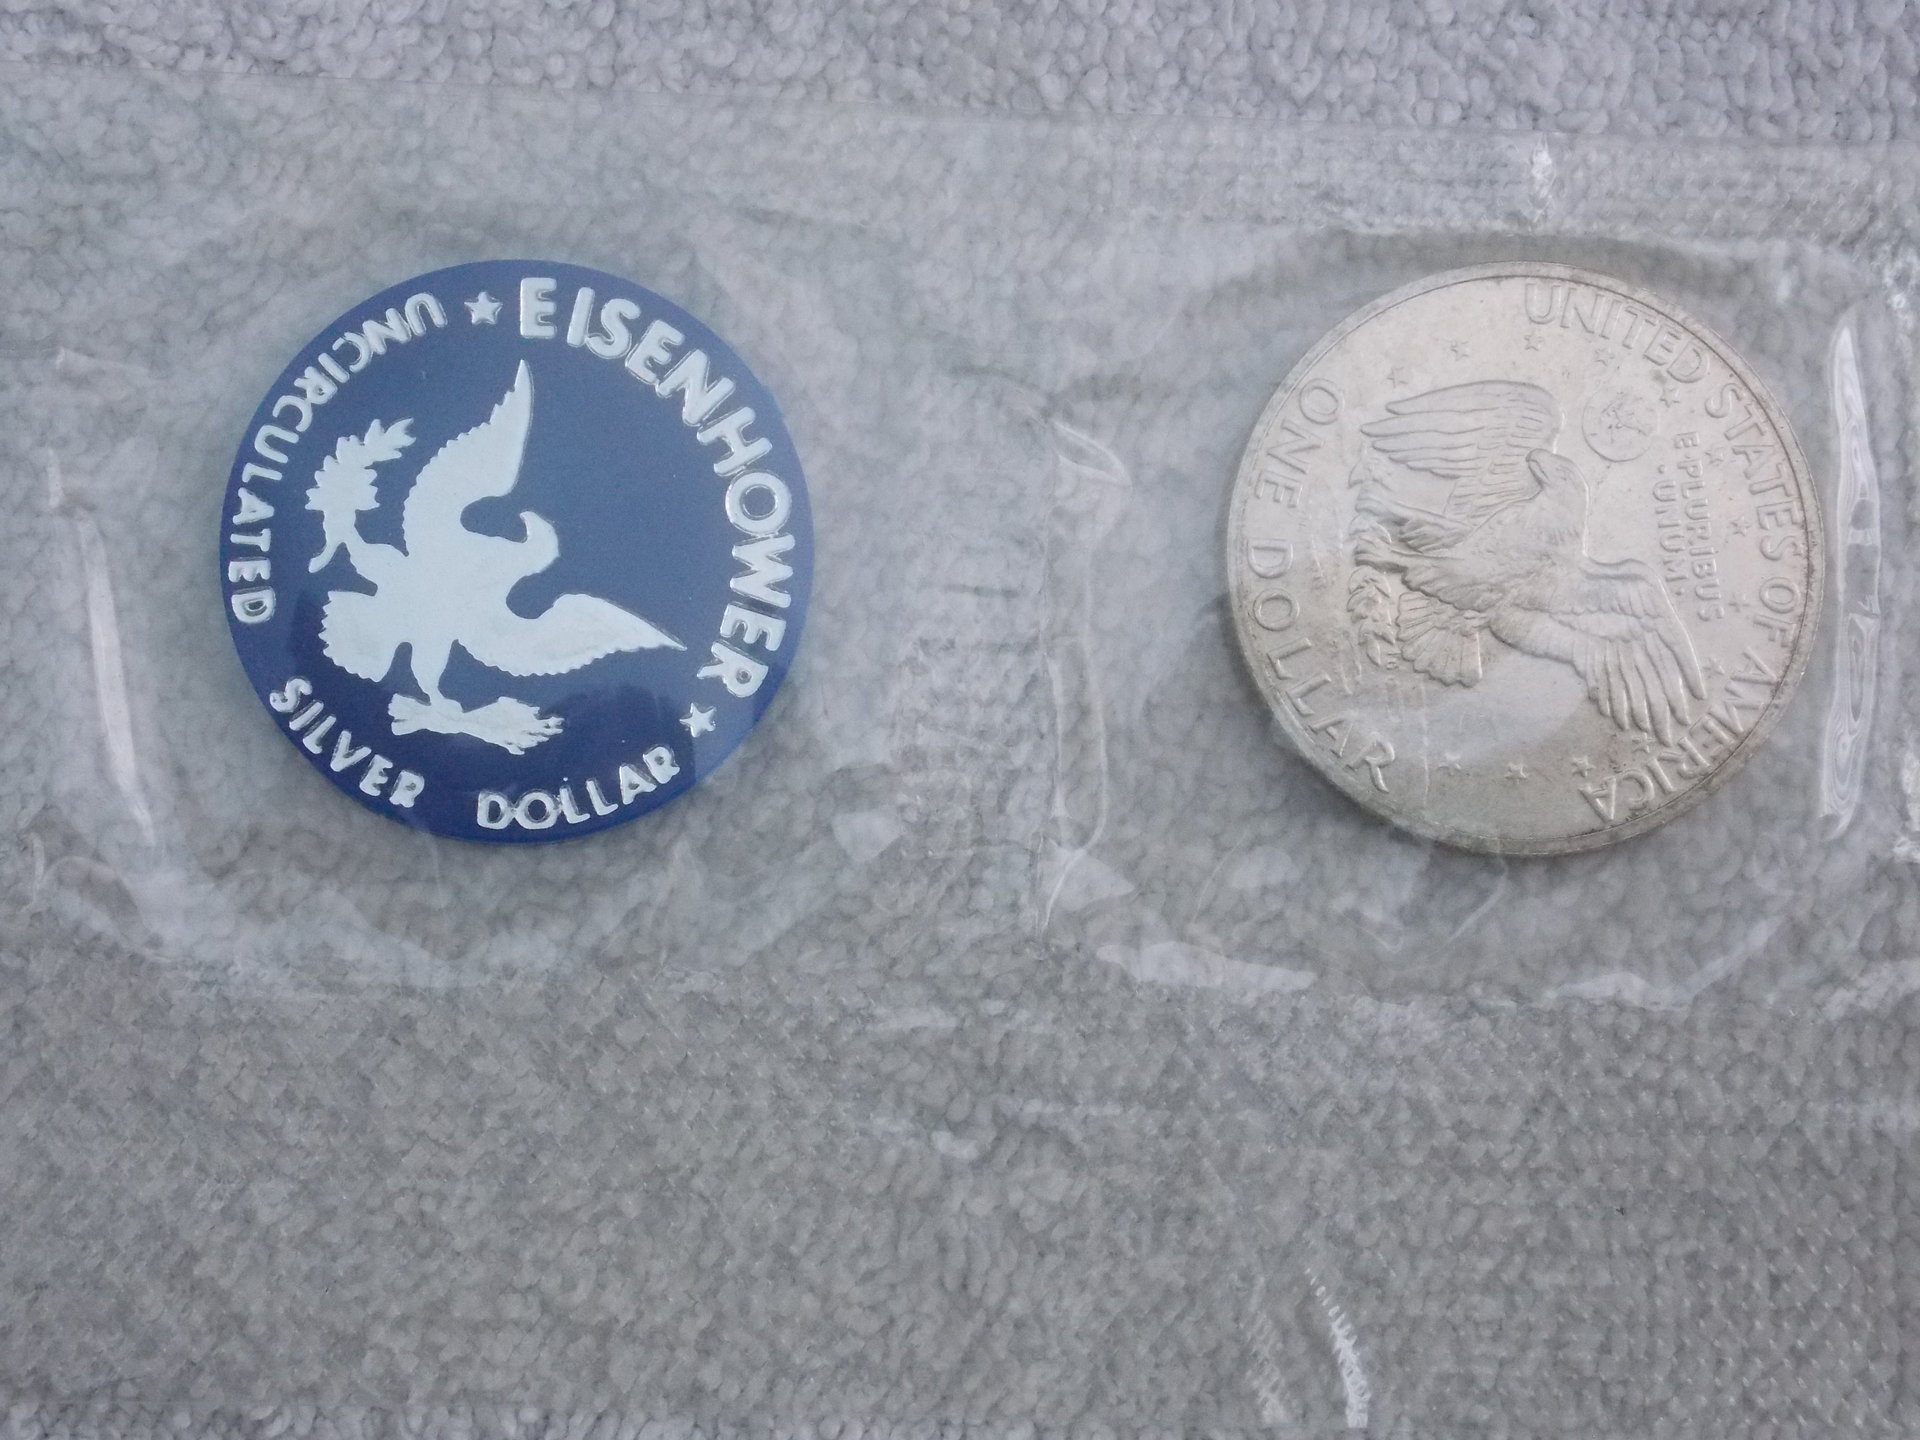 EISENHOWER
UNCIRCULATED
SILVER DOLLAR
UNITED STATES OF AMERICA
E·PLURIBUS
·UNUM·
ONE DOLLAR